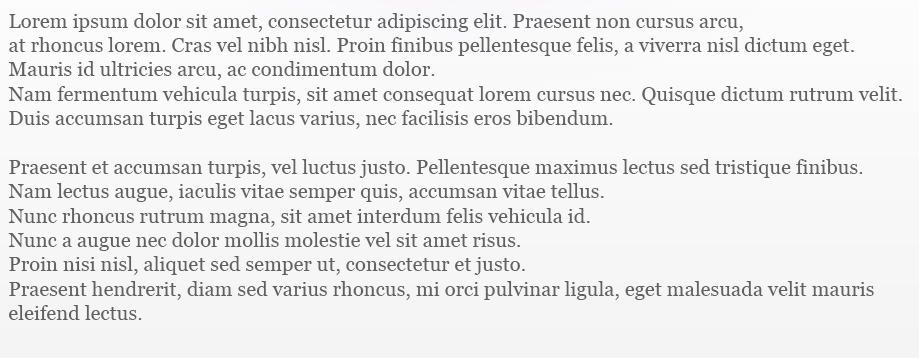 Lorem ipsum dolor sit amet, consectetur adipiscing elit. Praesent non cursus arcu,
at rhoncus lorem. Cras vel nibh nisl. Proin finibus pellentesque felis, a viverra nisl dictum eget.
Mauris id ultricies arcu, ac condimentum dolor.
Nam fermentum vehicula turpis, sit amet consequat lorem cursus nec. Quisque dictum rutrum velit.
Duis accumsan turpis eget lacus varius, nec facilisis eros bibendum.

Praesent et accumsan turpis, vel luctus justo. Pellentesque maximus lectus sed tristique finibus.
Nam lectus augue, iaculis vitae semper quis, accumsan vitae tellus.
Nunc rhoncus rutrum magna, sit amet interdum felis vehicula id.
Nunc a augue nec dolor mollis molestie vel sit amet risus.
Proin nisi nisl, aliquet sed semper ut, consectetur et justo.
Praesent hendrerit, diam sed varius rhoncus, mi orci pulvinar ligula, eget malesuada velit mauris
eleifend lectus.